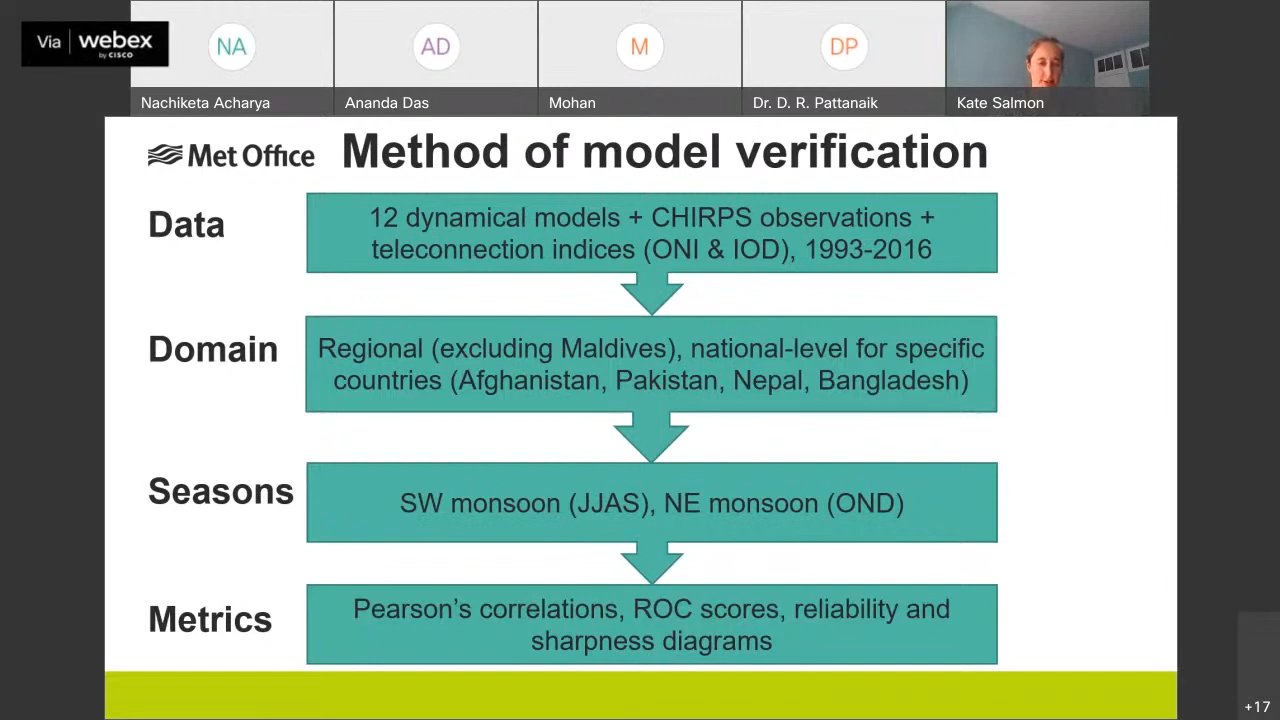 Via webex
by CISCO
NA
AD
M
DP
Nachiketa Acharya
Ananda Das
Mohan
Dr. D. R. Pattanaik
Kate Salmon
Met Office
Method of model verification
Data
12 dynamical models + CHIRPS observations +
teleconnection indices (ONI & IOD), 1993-2016
Domain
Regional (excluding Maldives), national-level for specific
countries (Afghanistan, Pakistan, Nepal, Bangladesh)
Seasons
SW monsoon (JJAS), NE monsoon (OND)
Metrics
Pearson’s correlations, ROC scores, reliability and
sharpness diagrams
+17